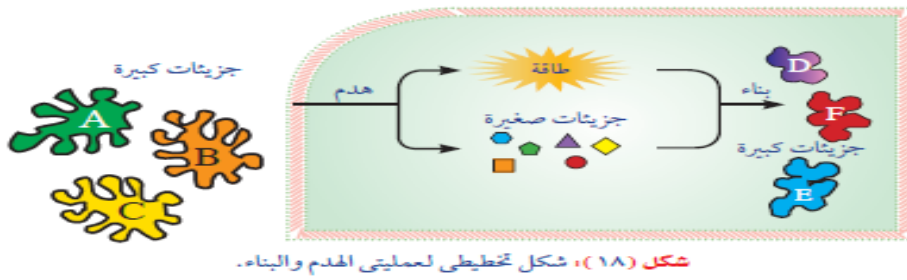 جزيئات كبيرة
A
B
C
هدم
طاقة
جزيئات صغيرة
بناء
D
F
جزيئات كبيرة
E
شكل (١٨): شكل تخطيطي لعمليتي الهدم والبناء.